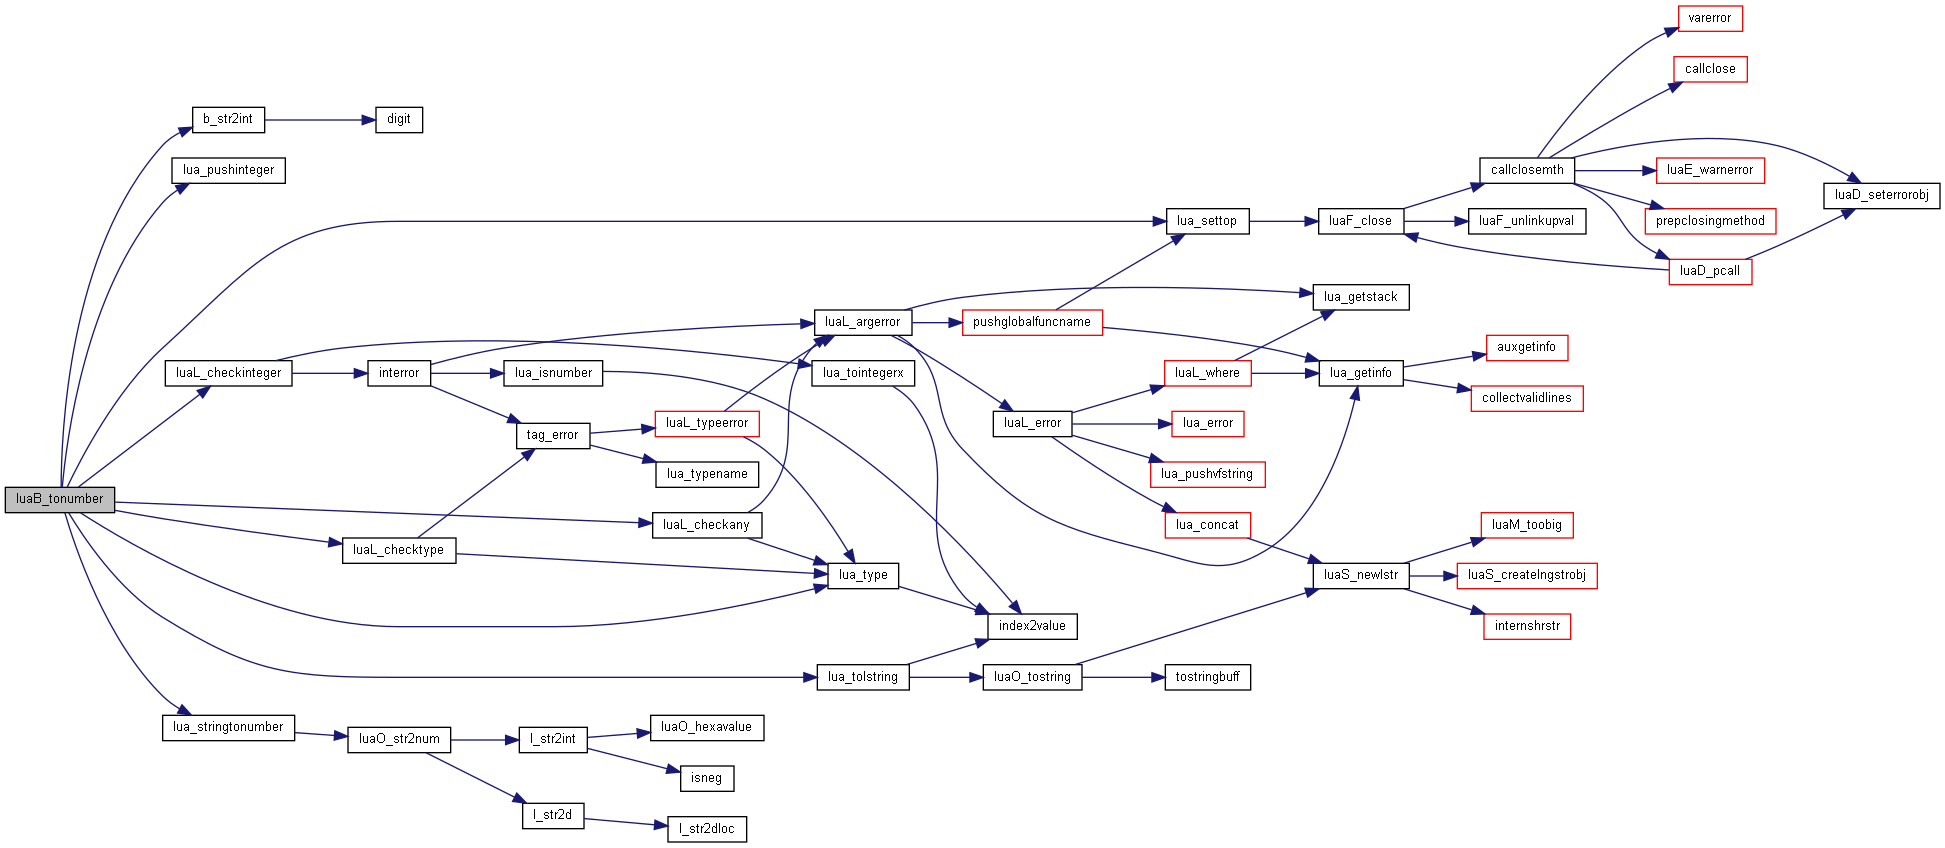 varerror
callclose
b_str2int
digit
lua_pushinteger
callclosemth
luaE_warnerror
luaD_seterrorobj
lua_settop
luaF_close
luaF_unlinkupval
prepclosingmethod
luaD_pcall
lua_getstack
luaL_argerror
pushglobalfuncname
auxgetinfo
luaL_checkinteger
interror
lua_isnumber
lua_tointegerx
luaL_where
lua_getinfo
collectvalidlines
luaL_typeerror
luaL_error
lua_error
tag_error
lua_typename
lua_pushvfstring
luaB_tonumber
luaL_checkany
lua_concat
luaM_toobig
luaL_checktype
lua_type
luaS_newlstr
luaS_createlngstrobj
index2value
internshrstr
lua_tolstring
luaO_tostring
tostringbuff
lua_stringtonumber
luaO_str2num
l_str2int
luaO_hexavalue
isneg
l_str2d
l_str2dloc